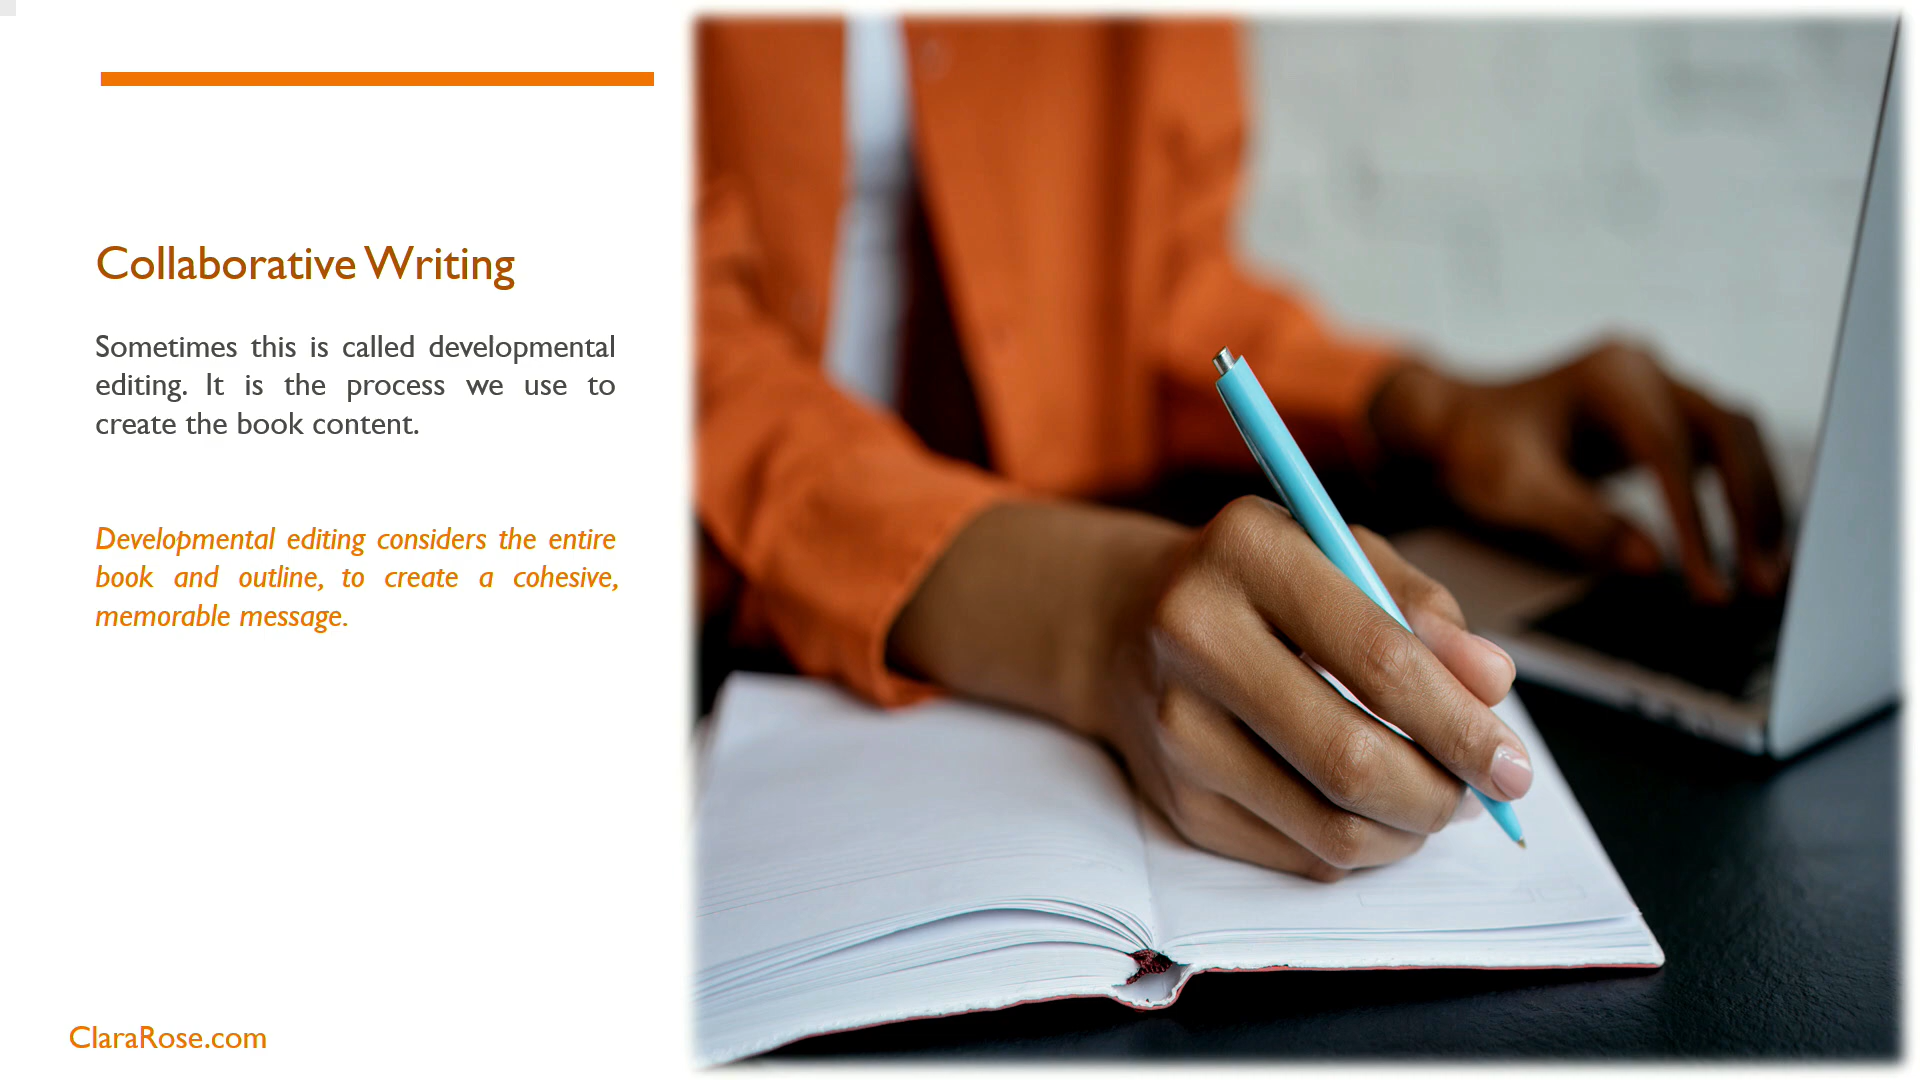 Collaborative Writing
Sometimes this is called developmental
editing. It is the process we use to
create the book content.
Developmental editing considers the entire
book and outline, to create a cohesive,
memorable message.
ClaraRose.com